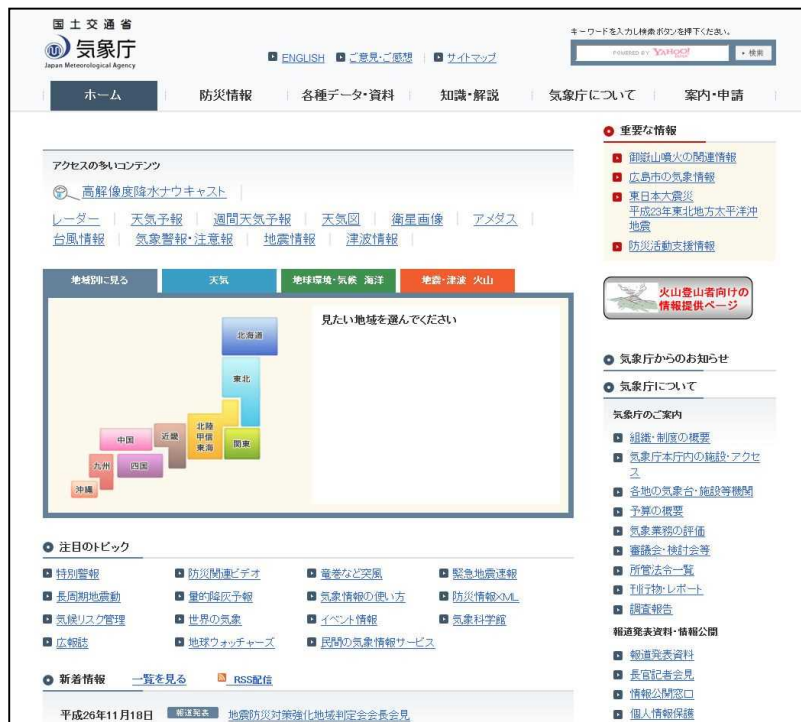 国土交通省
気象庁
Japan Meteorological Agency
ENGLISH ご意見・ご感想 サイトマップ
キーワードを入力し検索ボタンを押下ください。
POWERED BY YAHOO! 検索
ホーム 防災情報 各種データ・資料 知識・解説 気象庁について 案内・申請
アクセスの多いコンテンツ
高解像度降水ナウキャスト
レーダー 天気予報 週間天気予報 天気図 衛星画像 アメダス
台風情報 気象警報・注意報 地震情報 津波情報
地域別に見る 天気 地球環境・気候 海洋 地震・津波 火山
見たい地域を選んでください
北海道
東北
北陸
甲信
東海
関東
近畿
中国
四国
九州
沖縄
注目のトピック
特別警報 防災関連ビデオ 竜巻など突風 緊急地震速報
長周期地震動 量的降灰予報 気象情報の使い方 防災情報XML
気候リスク管理 世界の気象 イベント情報 気象科学館
広報誌 地球ウォッチャーズ 民間の気象情報サービス
新着情報 一覧を見る RSS配信
平成26年11月18日 報道発表 地震防災対策強化地域判定会会長会見
重要な情報
御嶽山噴火の関連情報
広島市の気象情報
東日本大震災
平成23年東北地方太平洋沖
地震
防災活動支援情報
火山登山者向けの
情報提供ページ
気象庁からのお知らせ
気象庁について
気象庁のご案内
組織・制度の概要
気象庁本庁内の施設・アクセ
ス
各地の気象台・施設等機関
予算の概要
気象業務の評価
審議会・検討会等
所管法令一覧
刊行物・レポート
調査報告
報道発表資料・情報公開
報道発表資料
長官記者会見
情報公開窓口
個人情報保護